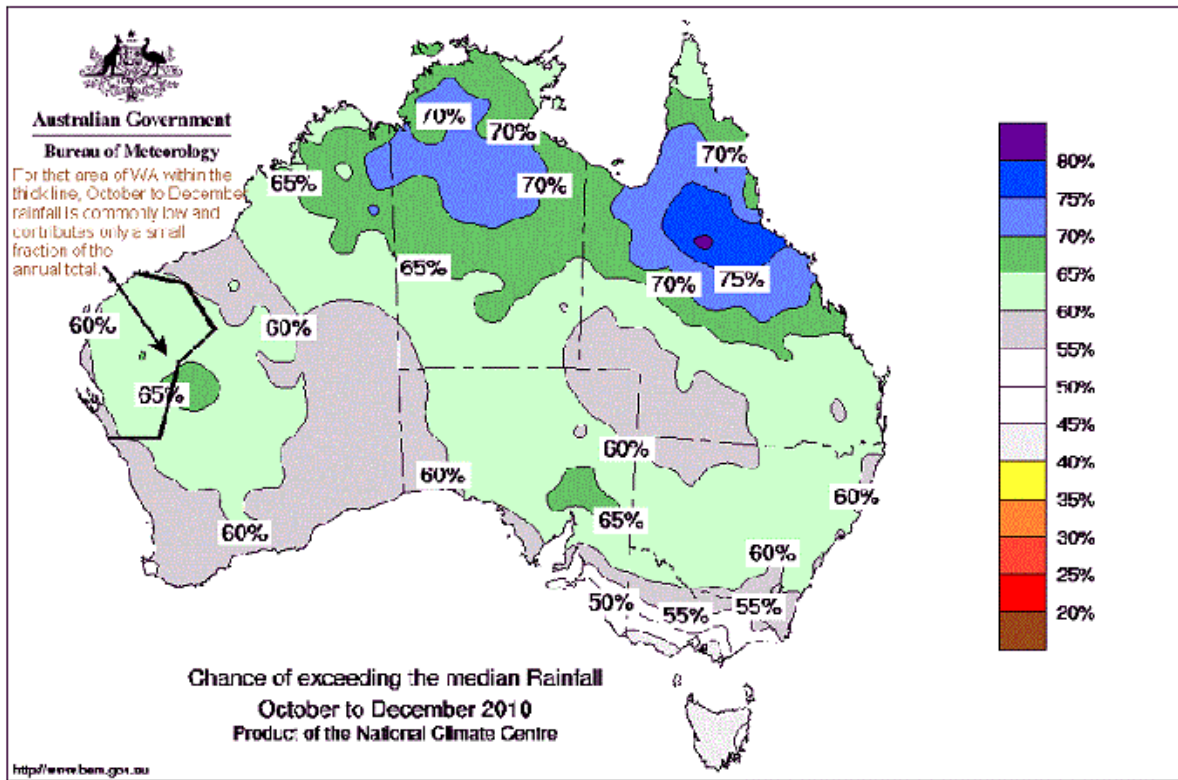 Australian Government
Bureau of Meteorology
For that area of WA within the
thick line, October to December
rainfall is commonly low and
contributes only a small
fraction of the
annual total.
70%
70%
70%
70%
65%
65%
70%
75%
60%
60%
65%
60%
60%
60%
65%
60%
60%
50%
55%
55%
80%
75%
70%
65%
60%
55%
50%
45%
40%
35%
30%
25%
20%
Chance of exceeding the median Rainfall
October to December 2010
Product of the National Climate Centre
http://www.bom.gov.au